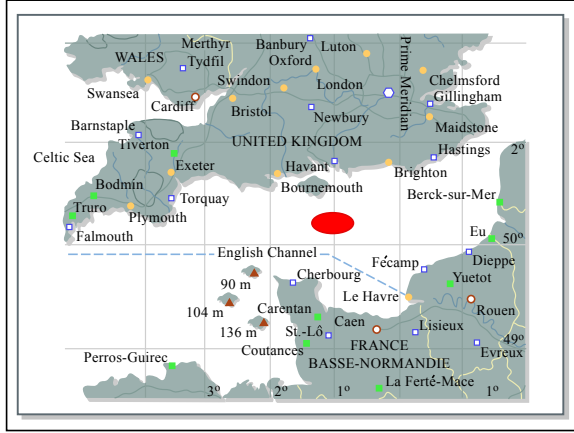 Merthyr
Tydfil
Banbury
Luton
Oxford
WALES
Prime Meridian
Swansea
Cardiff
Swindon
London
Chelmsford
Gillingham
Bristol
Newbury
Maidstone
Barnstaple
Tiverton
UNITED KINGDOM
Hastings
2º
Celtic Sea
Exeter
Havant
Brighton
Bodmin
Bournemouth
Berck-sur-Mer
Torquay
Truro
Plymouth
Falmouth
Eu
50º
English Channel
Dieppe
Fécamp
90 m
Cherbourg
Yuetot
Le Havre
104 m
Carentan
Rouen
136 m
St.-Lô
Caen
Lisieux
49º
Coutances
FRANCE
Evreux
Perros-Guirec
BASSE-NORMANDIE
La Ferté-Mace
3º
2º
1º
1º